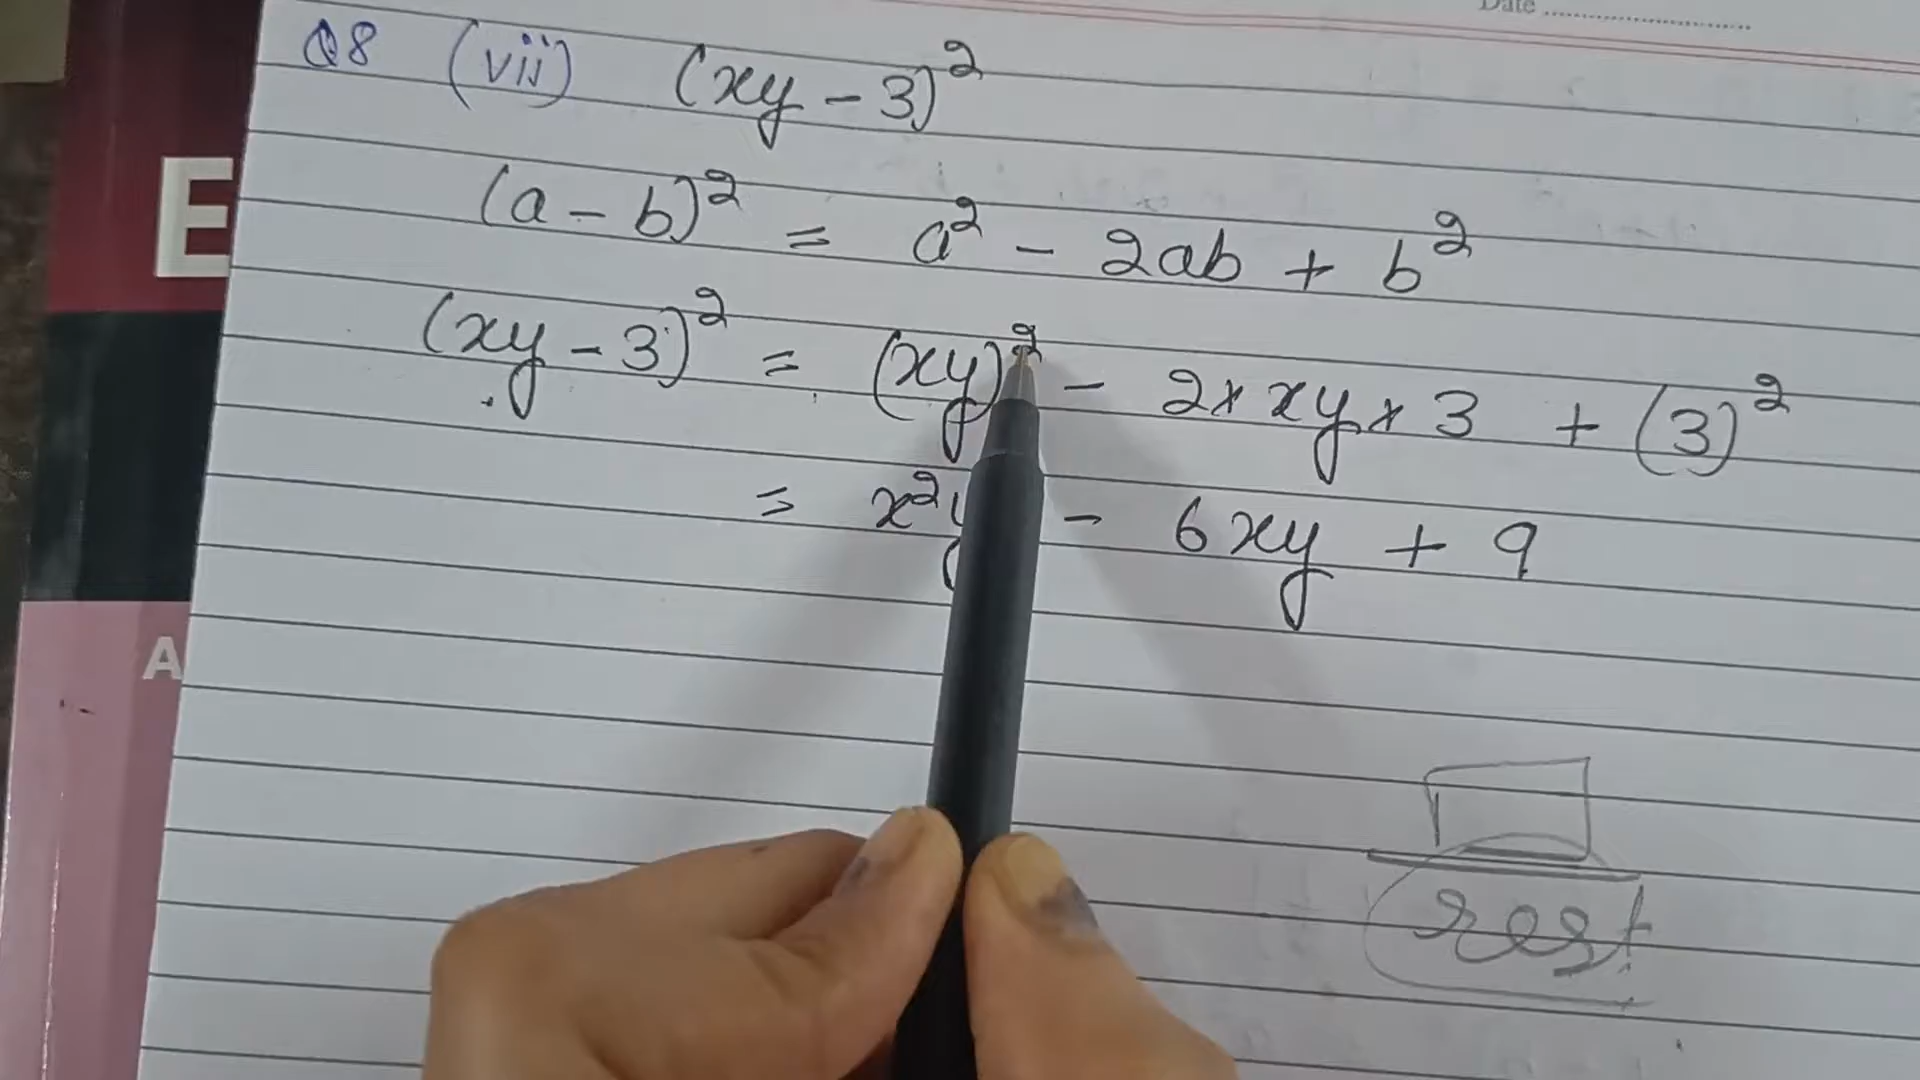 Date
Q8 (vii) (xy - 3)²
(a - b)² = a² - 2ab + b²
(xy - 3)² = (xy)² - 2 × xy × 3 + (3)²
= x²y - 6xy + 9
E
A
rest